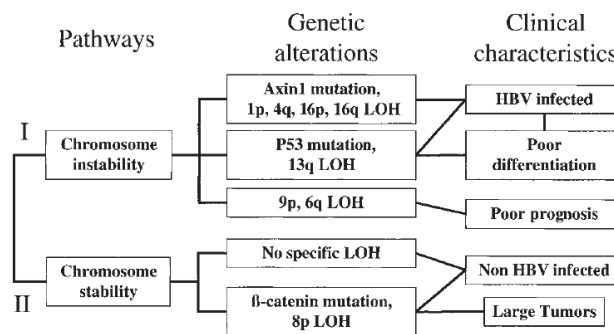 Pathways
Genetic
alterations
Clinical
characteristics
I
Chromosome
instability
Axin1 mutation,
1p, 4q, 16p, 16q LOH
P53 mutation,
13q LOH
9p, 6q LOH
HBV infected
Poor
differentiation
Poor prognosis
II
Chromosome
stability
No specific LOH
ß-catenin mutation,
8p LOH
Non HBV infected
Large Tumors